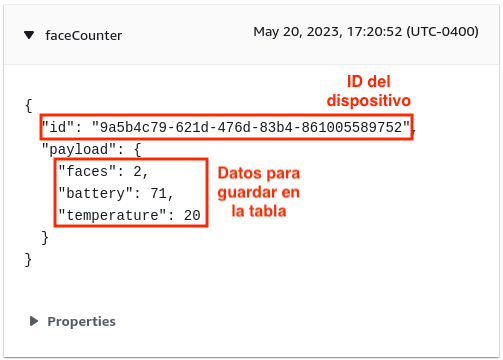 faceCounter
May 20, 2023, 17:20:52 (UTC-0400)
ID del
dispositivo
{
"id": "9a5b4c79-621d-476d-83b4-861005589752",
"payload": {
"faces": 2,
"battery": 71,
"temperature": 20
}
}
Datos para
guardar en
la tabla
Properties